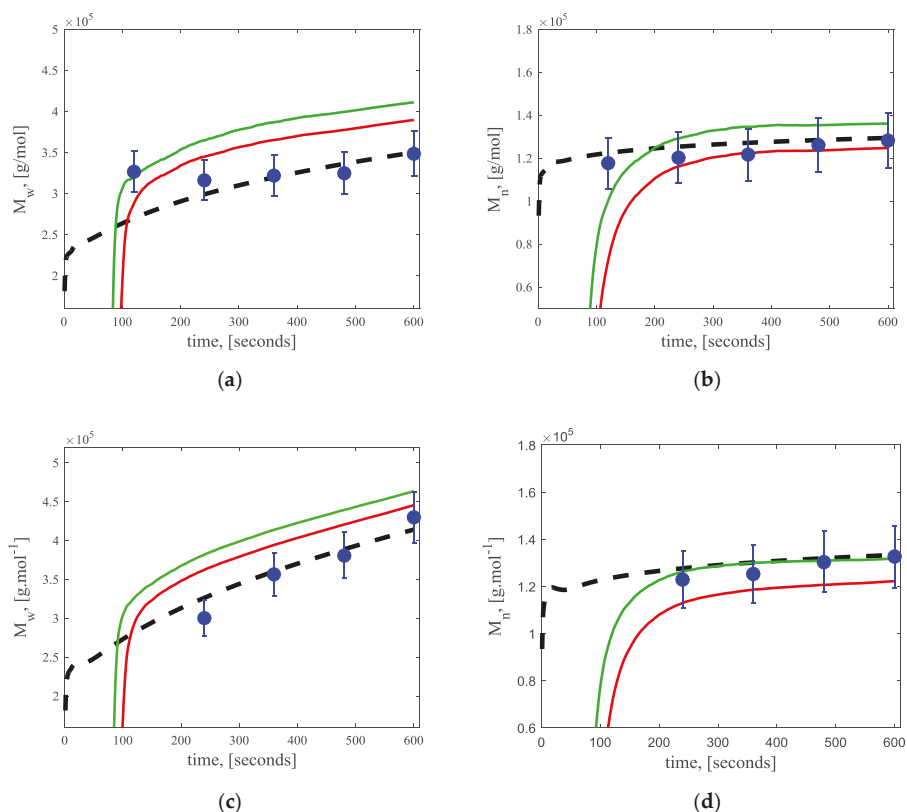 ×10⁵
5
4.5
4
3.5
3
2.5
2
M_w, [g/mol]
0 100 200 300 400 500 600
time, [seconds]
(a)
×10⁵
1.8
1.6
1.4
1.2
1
0.8
0.6
M_n, [g/mol]
0 100 200 300 400 500 600
time, [seconds]
(b)
×10⁵
5
4.5
4
3.5
3
2.5
2
M_w, [g.mol⁻¹]
0 100 200 300 400 500 600
time, [seconds]
(c)
×10⁵
1.8
1.6
1.4
1.2
1
0.8
0.6
M_n, [g.mol⁻¹]
0 100 200 300 400 500 600
time, [seconds]
(d)